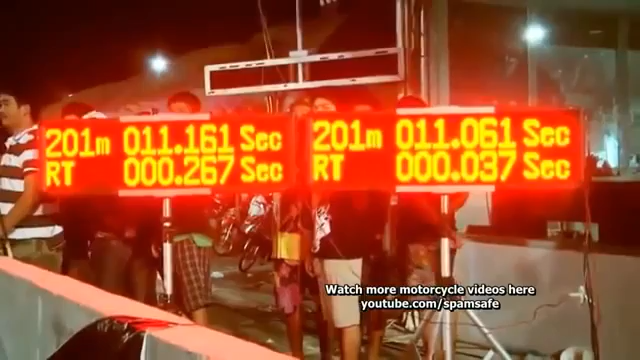 201m 011.161 Sec
RT 000.267 Sec
201m 011.061 Sec
RT 000.037 Sec
Watch more motorcycle videos here
youtube.com/spamsafe